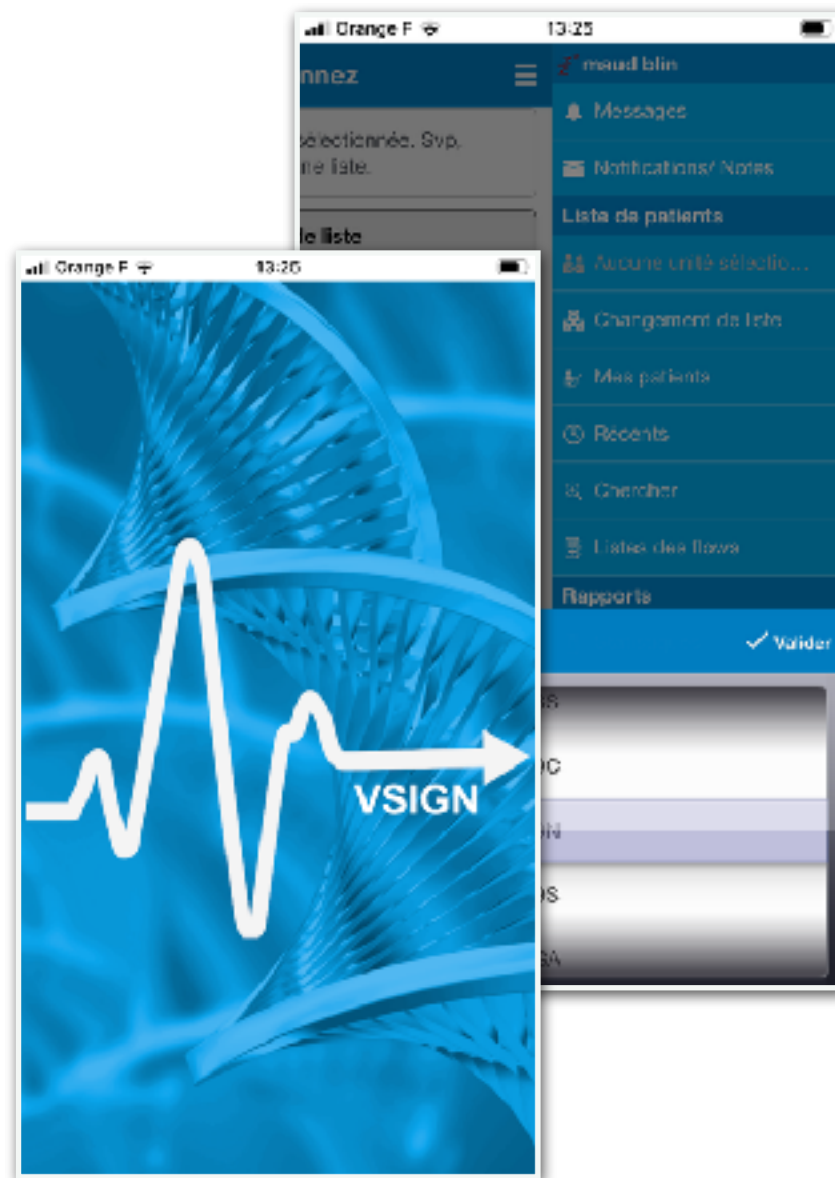 Orange F
13:25
nnez
maud blin
Messages
sélectionnée. Svp,
ne liste.
Notifications/ Notes
Liste de patients
le liste
Aucune unité sélectio...
Changement de liste
Mes patients
Récents
Chercher
Listes des flows
Rapports
Valider
Orange F
13:25
VSIGN